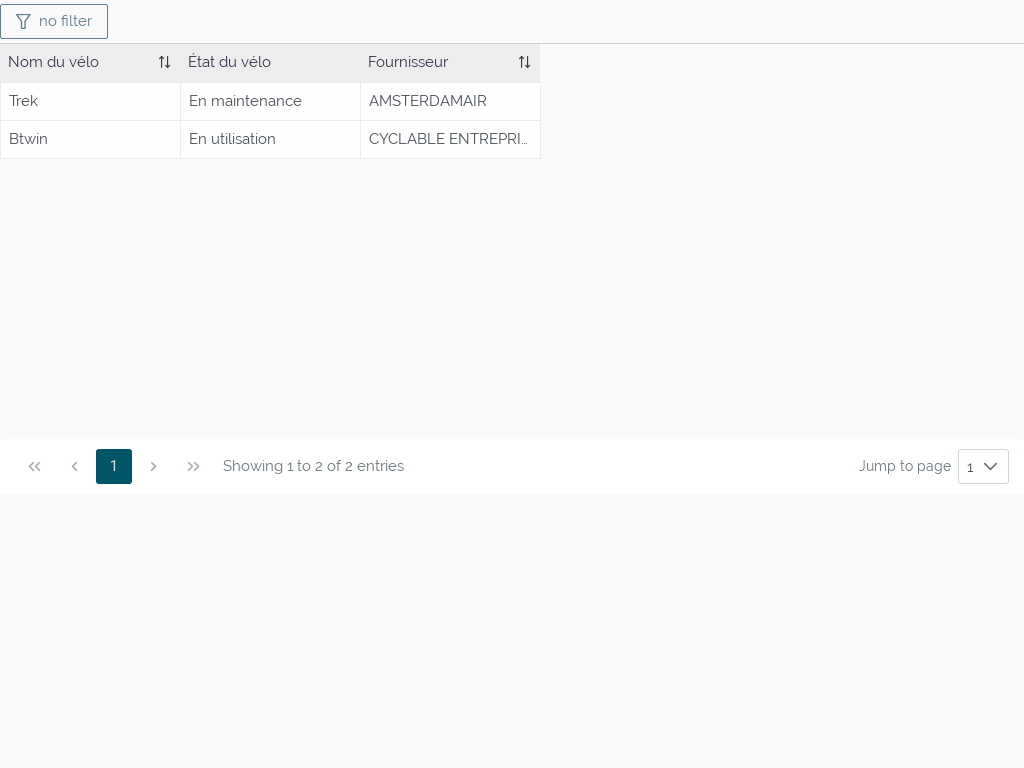 no filter
Nom du vélo État du vélo Fournisseur
Trek En maintenance AMSTERDAMAIR
Btwin En utilisation CYCLABLE ENTREPRI...
1 Showing 1 to 2 of 2 entries Jump to page 1